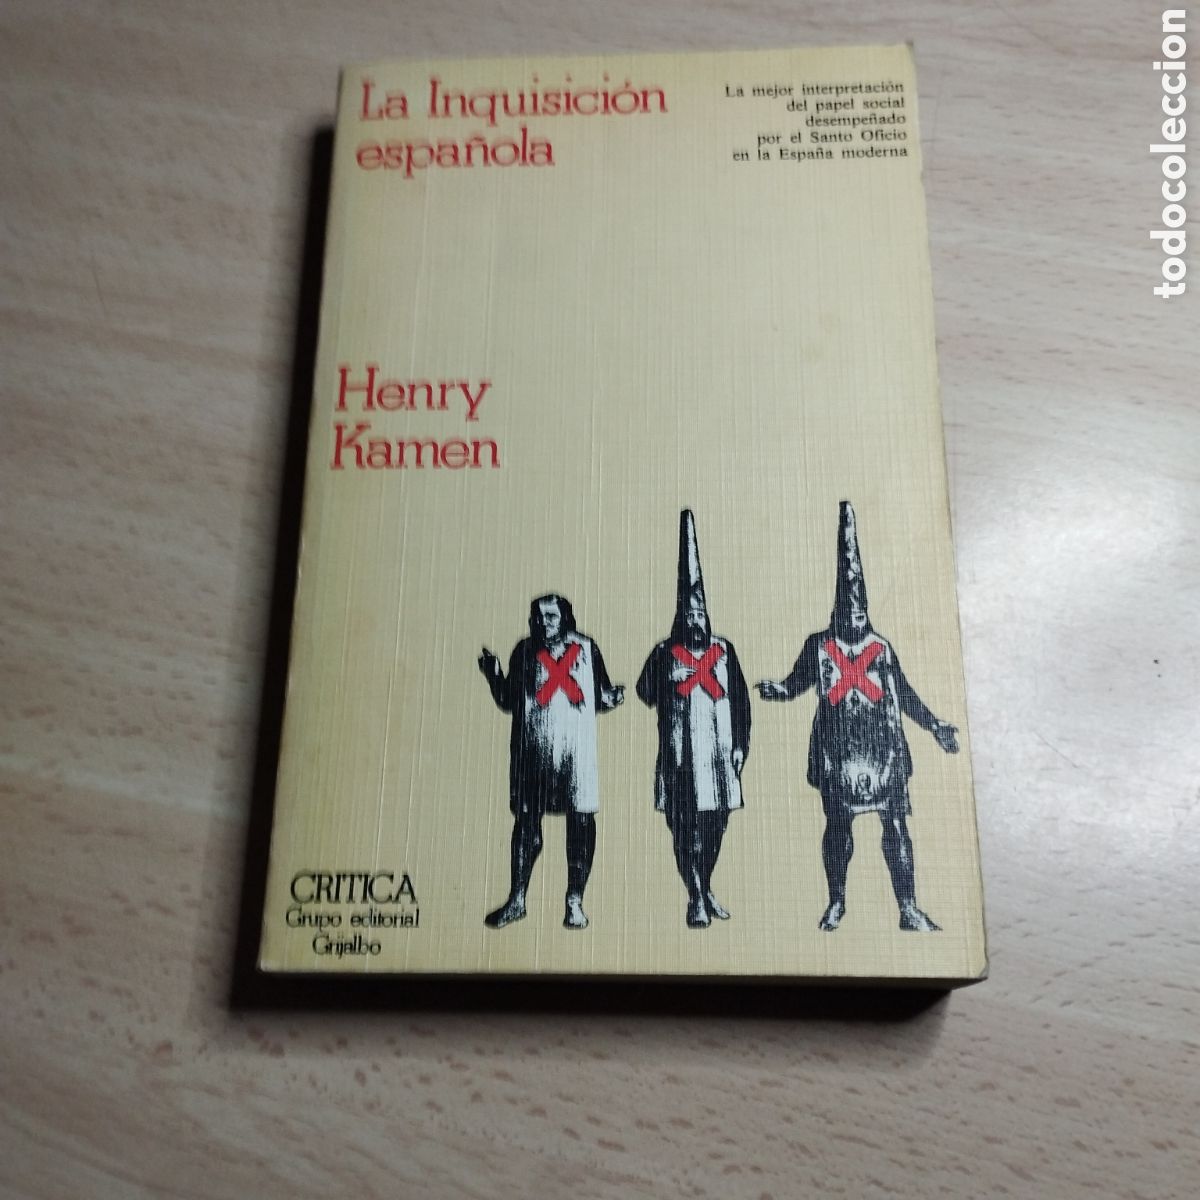 La Inquisición
española
La mejor interpretación
del papel social
desempeñado
por el Santo Oficio
en la España moderna
Henry
Kamen
CRITICA
Grupo editorial
Grijalbo
todocoleccion